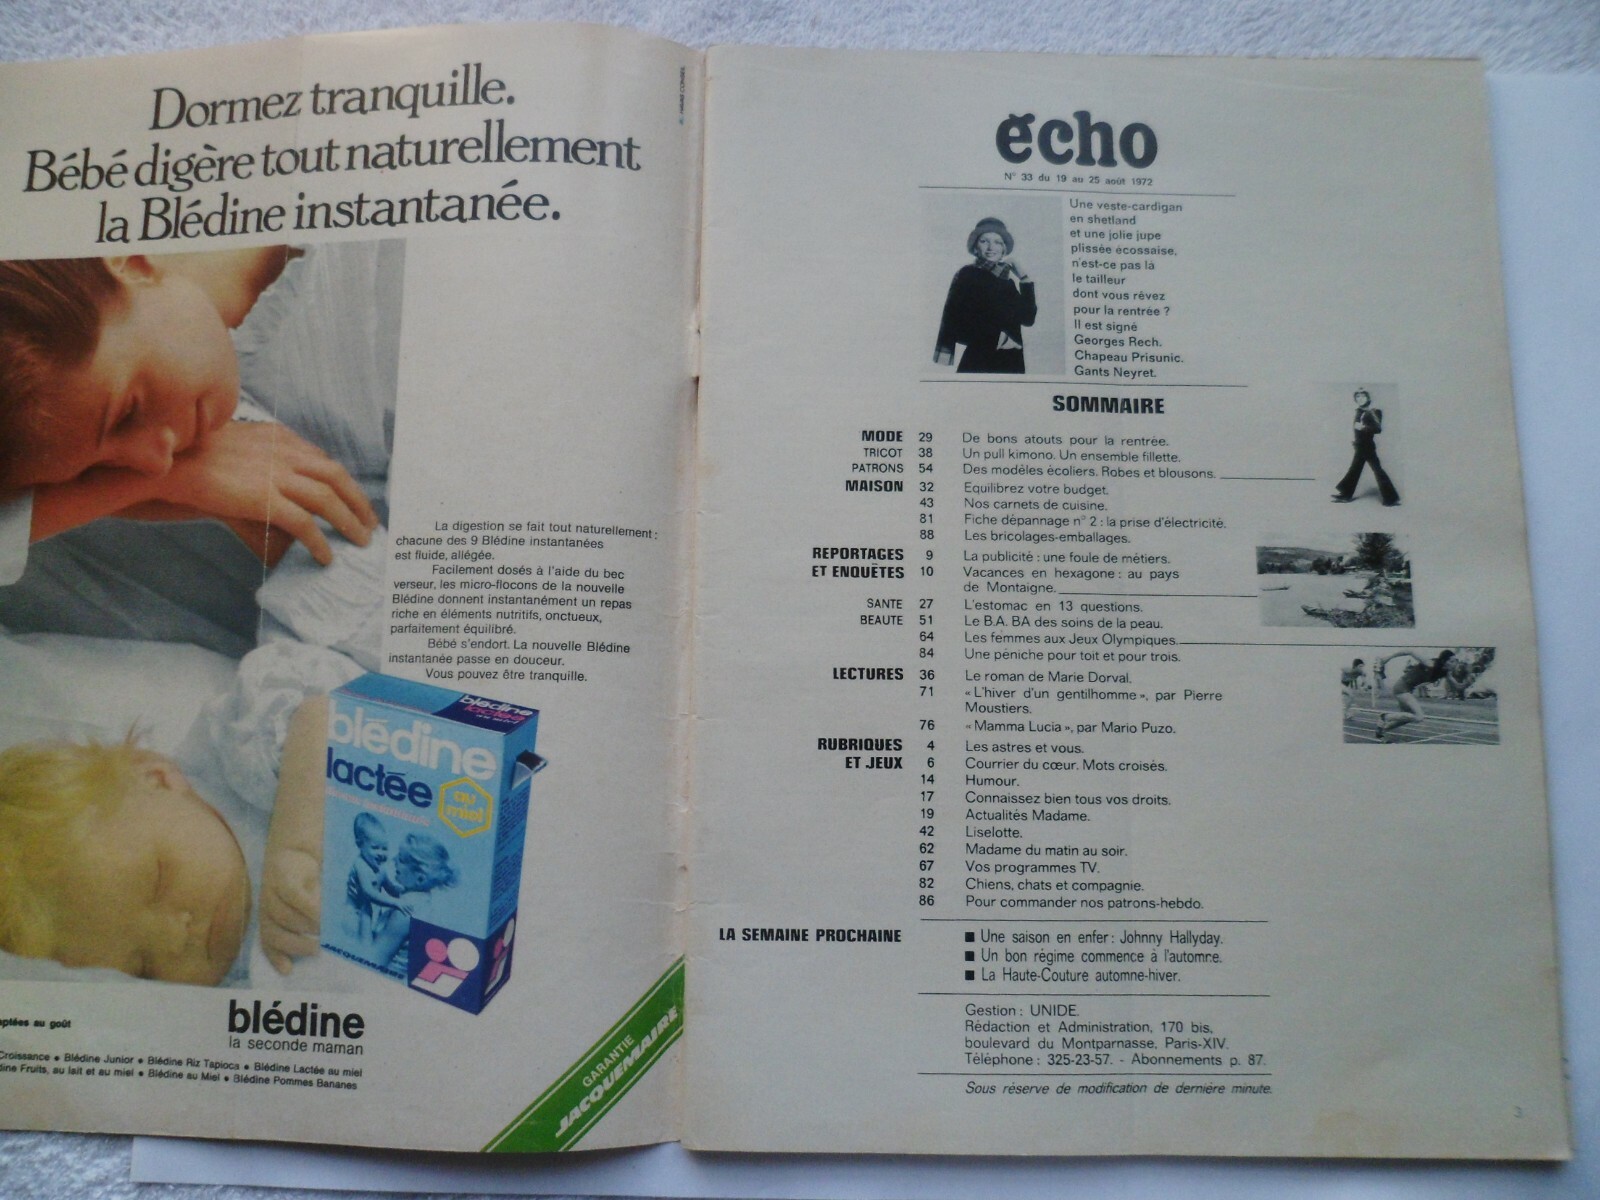 Dormez tranquille.
Bébé digère tout naturellement
la Blédine instantanée.
La digestion se fait tout naturellement :
chacune des 9 Blédine instantanées
est fluide, allégée.
Facilement dosés à l'aide du bec
verseur, les micro-flocons de la nouvelle
Blédine donnent instantanément un repas
riche en éléments nutritifs, onctueux,
parfaitement équilibré.
Bébé s'endort. La nouvelle Blédine
instantanée passe en douceur.
Vous pouvez être tranquille.
blédine
lactée
blédine
lactée
au
miel
JACQUEMAIRE
ptées au goût
blédine
la seconde maman
Croissance • Blédine Junior • Blédine Riz Tapioca • Blédine Lactée au miel
dine Fruits, au lait et au miel • Blédine au Miel • Blédine Pommes Bananes
GARANTIE
JACQUEMAIRE
écho
N° 33 du 19 au 25 août 1972
Une veste-cardigan
en shetland
et une jolie jupe
plissée écossaise,
n'est-ce pas là
le tailleur
dont vous rêvez
pour la rentrée ?
Il est signé
Georges Rech.
Chapeau Prisunic.
Gants Neyret.
SOMMAIRE
MODE 29 De bons atouts pour la rentrée.
TRICOT 38 Un pull kimono. Un ensemble fillette.
PATRONS 54 Des modèles écoliers. Robes et blousons.
MAISON 32 Equilibrez votre budget.
43 Nos carnets de cuisine.
81 Fiche dépannage n° 2 : la prise d'électricité.
88 Les bricolages-emballages.
REPORTAGES 9 La publicité : une foule de métiers.
ET ENQUÊTES 10 Vacances en hexagone : au pays
de Montaigne.
SANTE 27 L'estomac en 13 questions.
BEAUTE 51 Le B.A. BA des soins de la peau.
64 Les femmes aux Jeux Olympiques.
84 Une péniche pour toit et pour trois.
LECTURES 36 Le roman de Marie Dorval.
71 « L'hiver d'un gentilhomme », par Pierre
Moustiers.
76 « Mamma Lucia », par Mario Puzo.
RUBRIQUES 4 Les astres et vous.
ET JEUX 6 Courrier du cœur. Mots croisés.
14 Humour.
17 Connaissez bien tous vos droits.
19 Actualités Madame.
42 Liselotte.
62 Madame du matin au soir.
67 Vos programmes TV.
82 Chiens, chats et compagnie.
86 Pour commander nos patrons-hebdo.
LA SEMAINE PROCHAINE ■ Une saison en enfer : Johnny Hallyday.
■ Un bon régime commence à l'automne.
■ La Haute-Couture automne-hiver.
Gestion : UNIDE.
Rédaction et Administration, 170 bis,
boulevard du Montparnasse, Paris-XIV.
Téléphone : 325-23-57. - Abonnements p. 87.
Sous réserve de modification de dernière minute.
3